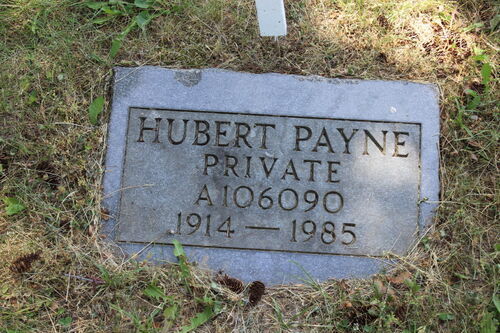 HUBERT PAYNE
PRIVATE
A106090
1914 — 1985